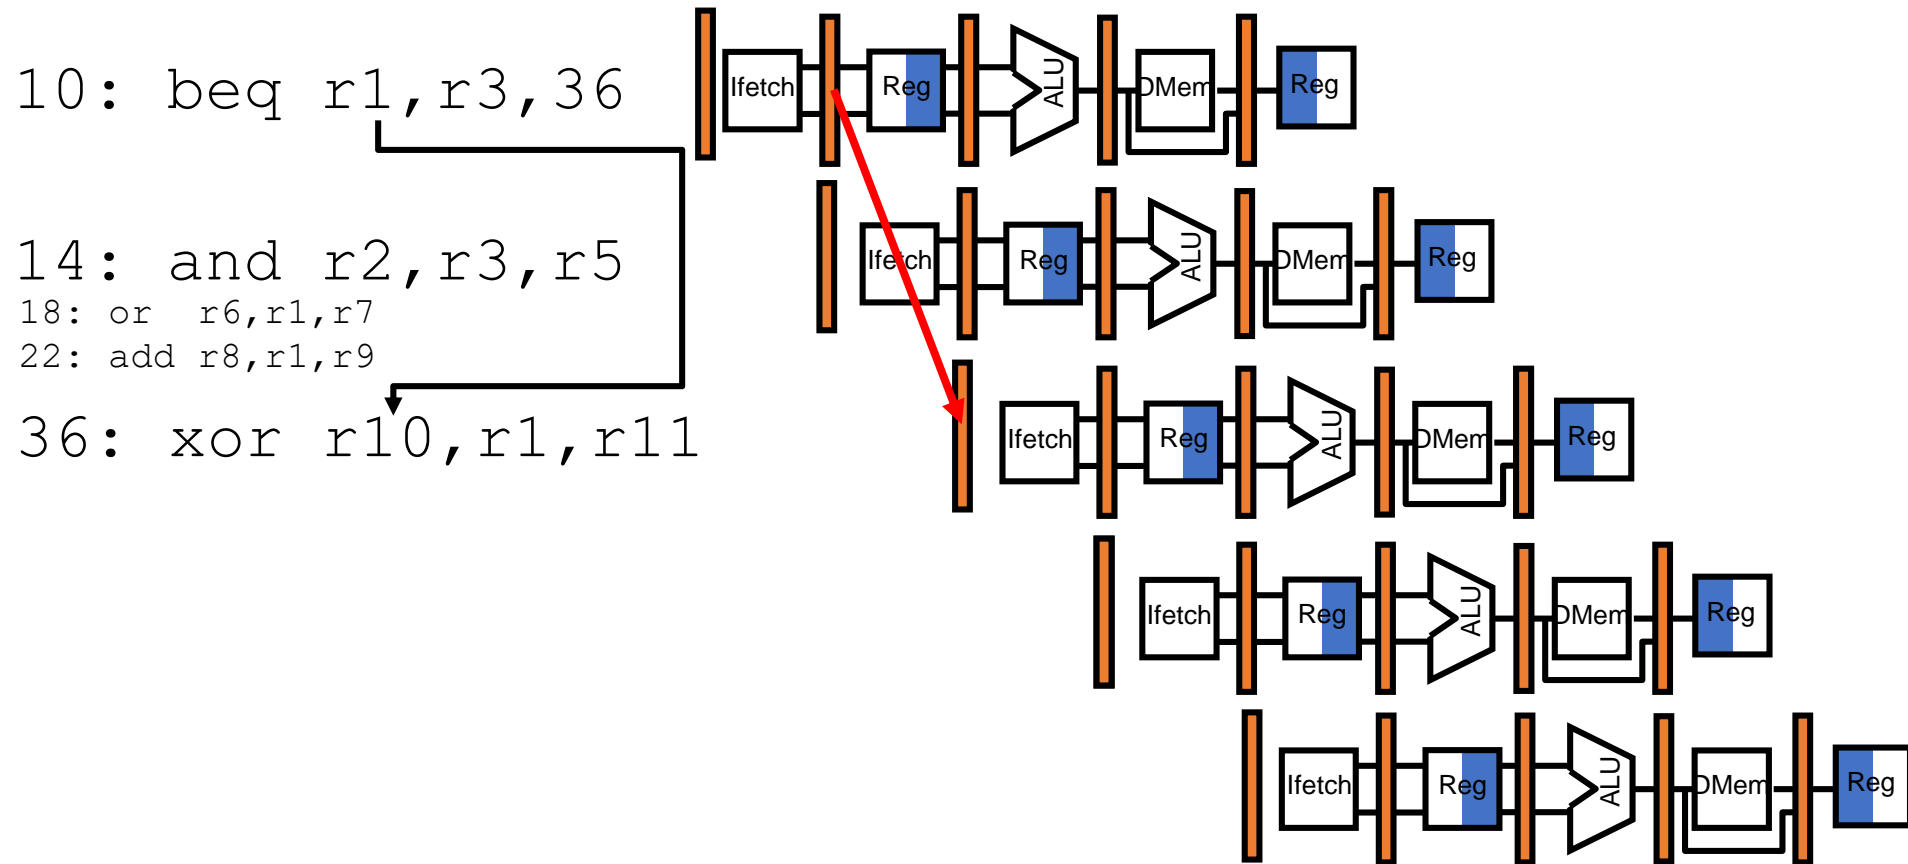 10: beq r1,r3,36
Ifetch Reg ALU DMem Reg
14: and r2,r3,r5
Ifetch Reg ALU DMem Reg
18: or r6,r1,r7
22: add r8,r1,r9
36: xor r10,r1,r11
Ifetch Reg ALU DMem Reg
Ifetch Reg ALU DMem Reg
Ifetch Reg ALU DMem Reg